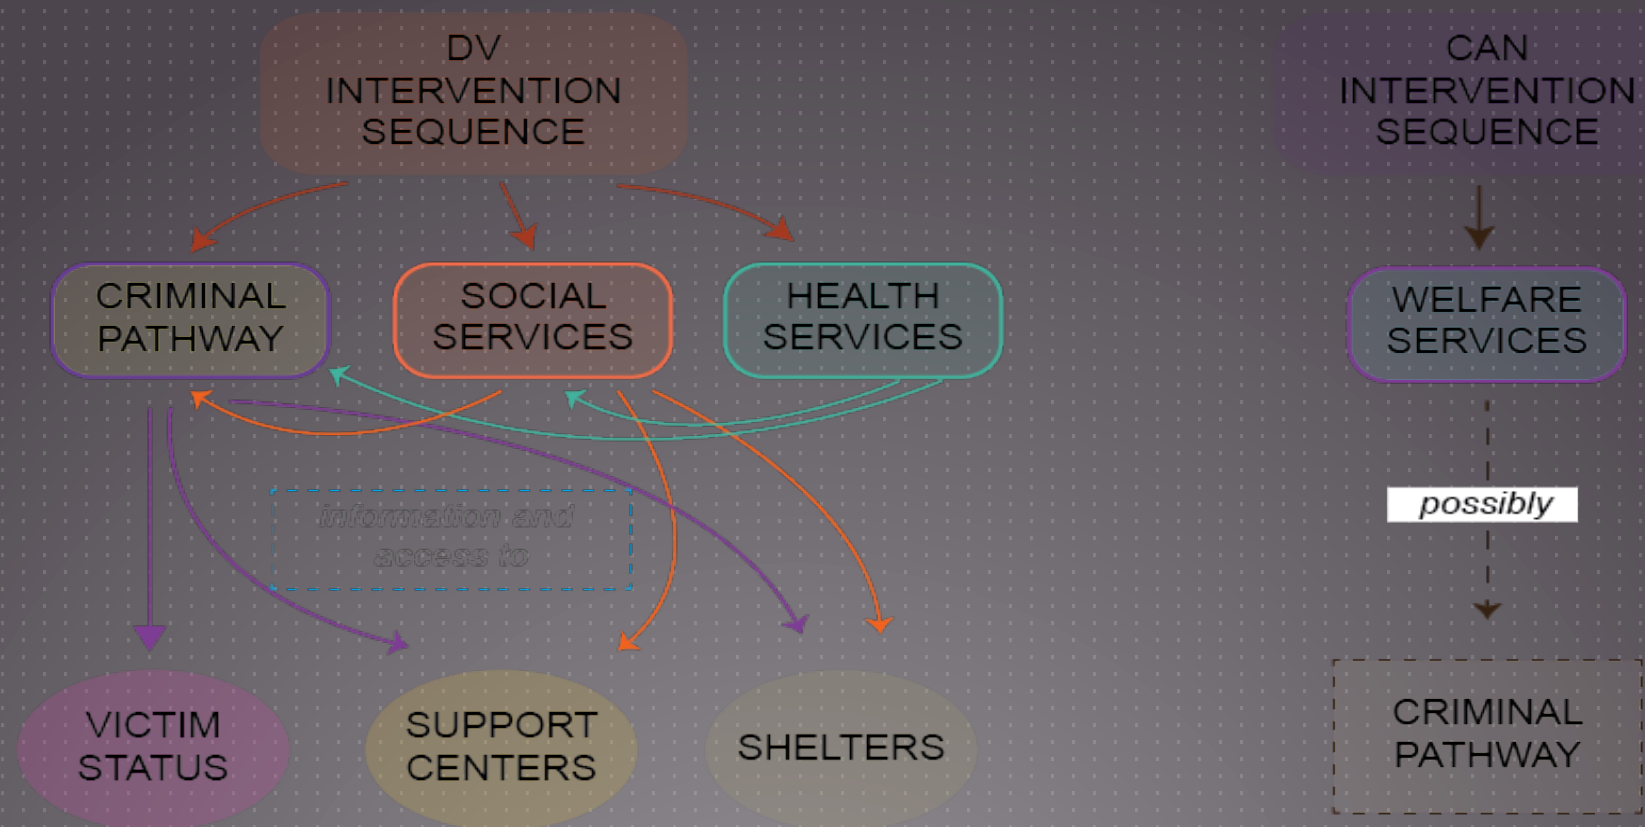 DV
INTERVENTION
SEQUENCE
CAN
INTERVENTION
SEQUENCE
CRIMINAL
PATHWAY
SOCIAL
SERVICES
HEALTH
SERVICES
WELFARE
SERVICES
information and
access to
possibly
VICTIM
STATUS
SUPPORT
CENTERS
SHELTERS
CRIMINAL
PATHWAY